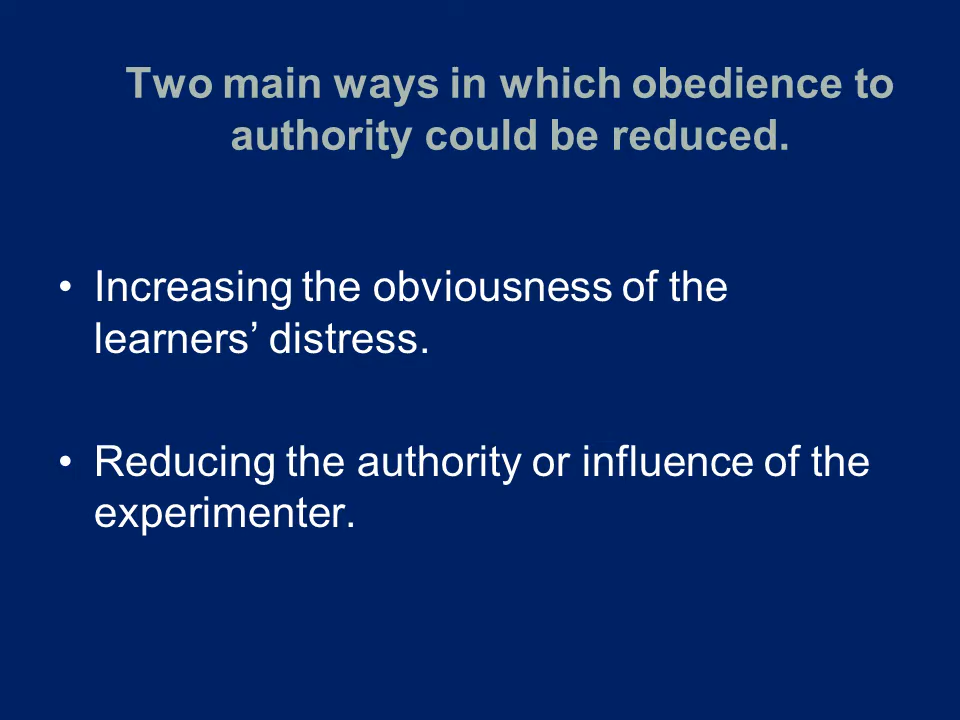 Two main ways in which obedience to
authority could be reduced.
• Increasing the obviousness of the
learners’ distress.
• Reducing the authority or influence of the
experimenter.